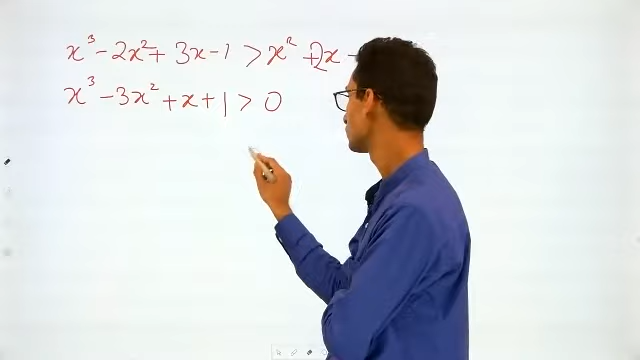 x³ - 2x² + 3x - 1 > x² + 2x -
x³ - 3x² + x + 1 > 0